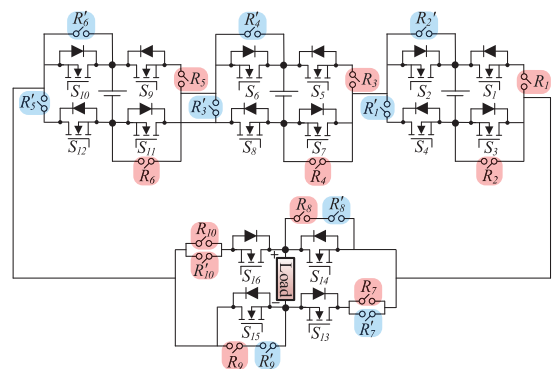 R'6 R'4 R2'
R5 R3 R1
S10 S9 S6 S5 S2 S1
R'5 R'3 R'1
S12 S11 S8 S7 S4 S3
R6 R4 R2
R8 R'8
R10
R'10
+
S16 S14
Load
R7
−
R'7
S15 S13
R9 R'9